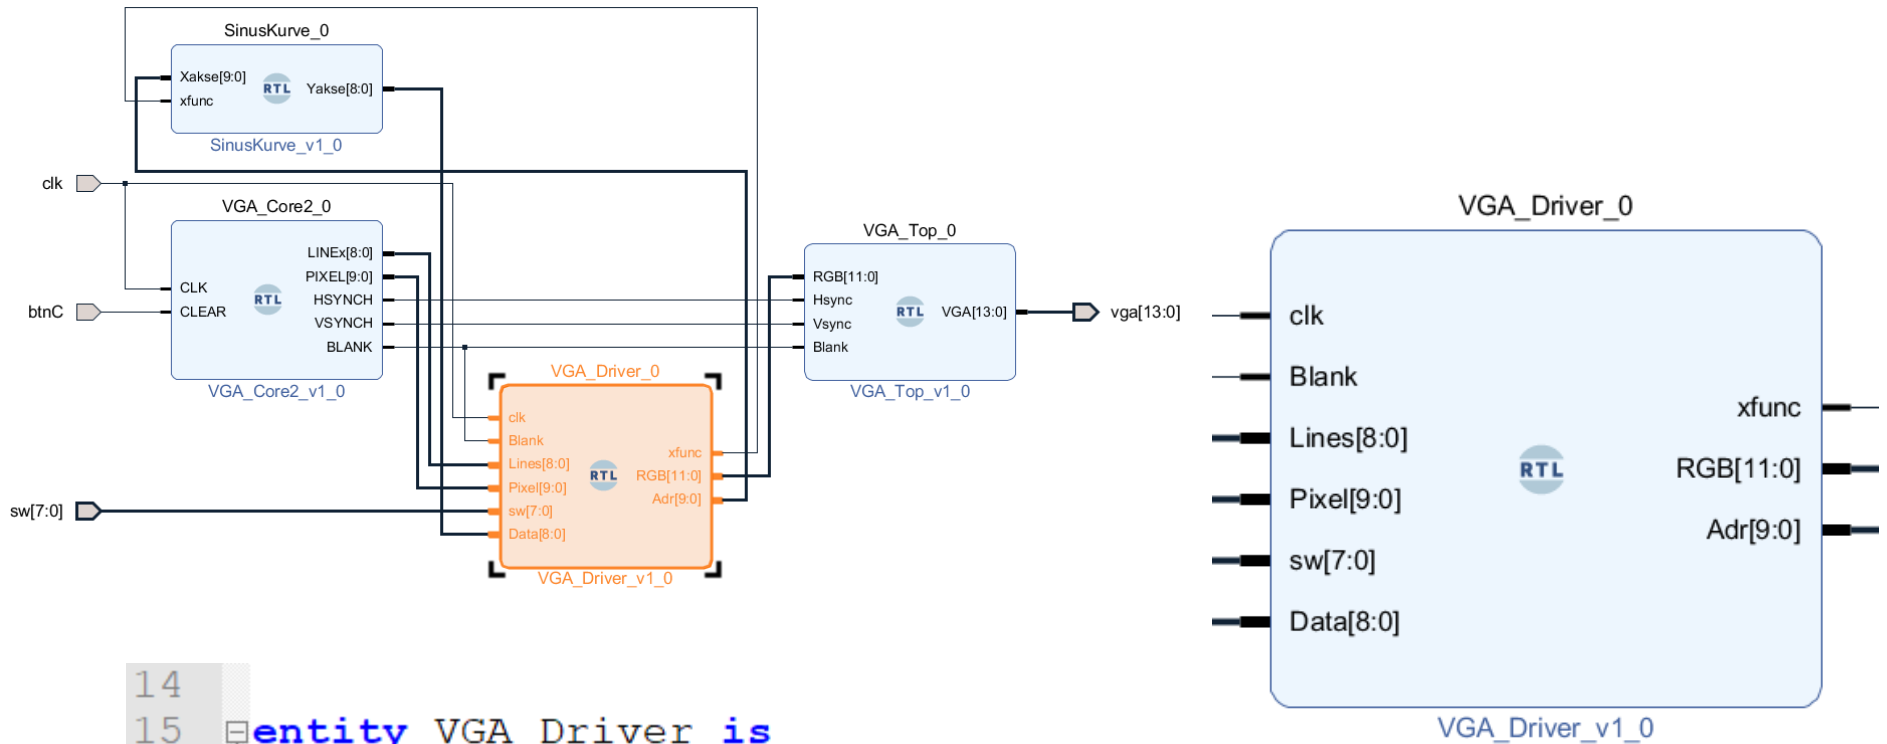 SinusKurve_0
Xakse[9:0]
xfunc
RTL
Yakse[8:0]
SinusKurve_v1_0
clk
btnC
sw[7:0]
VGA_Core2_0
LINEx[8:0]
PIXEL[9:0]
HSYNCH
VSYNCH
BLANK
CLK
CLEAR
RTL
VGA_Core2_v1_0
VGA_Driver_0
clk
Blank
Lines[8:0]
Pixel[9:0]
sw[7:0]
Data[8:0]
RTL
xfunc
RGB[11:0]
Adr[9:0]
VGA_Driver_v1_0
VGA_Top_0
RGB[11:0]
Hsync
Vsync
Blank
RTL
VGA[13:0]
VGA_Top_v1_0
vga[13:0]
VGA_Driver_0
clk
Blank
Lines[8:0]
Pixel[9:0]
sw[7:0]
Data[8:0]
RTL
xfunc
RGB[11:0]
Adr[9:0]
VGA_Driver_v1_0
14
15 entity VGA_Driver is